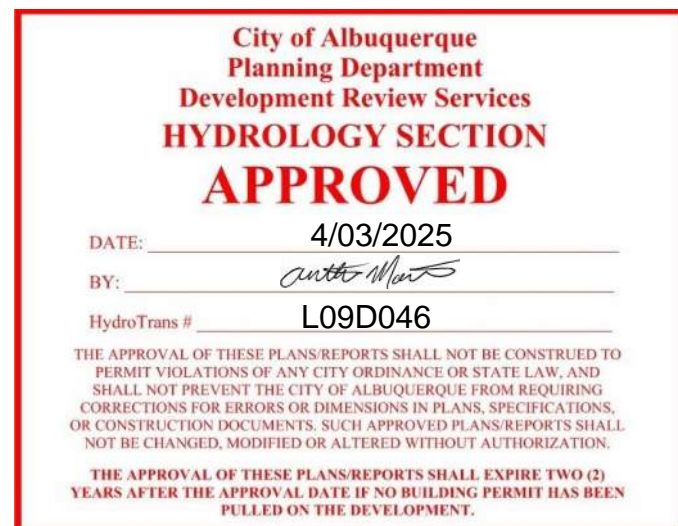 City of Albuquerque
Planning Department
Development Review Services
HYDROLOGY SECTION
APPROVED
DATE: 4/03/2025
BY:
HydroTrans # L09D046
THE APPROVAL OF THESE PLANS/REPORTS SHALL NOT BE CONSTRUED TO
PERMIT VIOLATIONS OF ANY CITY ORDINANCE OR STATE LAW, AND
SHALL NOT PREVENT THE CITY OF ALBUQUERQUE FROM REQUIRING
CORRECTIONS FOR ERRORS OR DIMENSIONS IN PLANS, SPECIFICATIONS,
OR CONSTRUCTION DOCUMENTS. SUCH APPROVED PLANS/REPORTS SHALL
NOT BE CHANGED, MODIFIED OR ALTERED WITHOUT AUTHORIZATION.
THE APPROVAL OF THESE PLANS/REPORTS SHALL EXPIRE TWO (2)
YEARS AFTER THE APPROVAL DATE IF NO BUILDING PERMIT HAS BEEN
PULLED ON THE DEVELOPMENT.